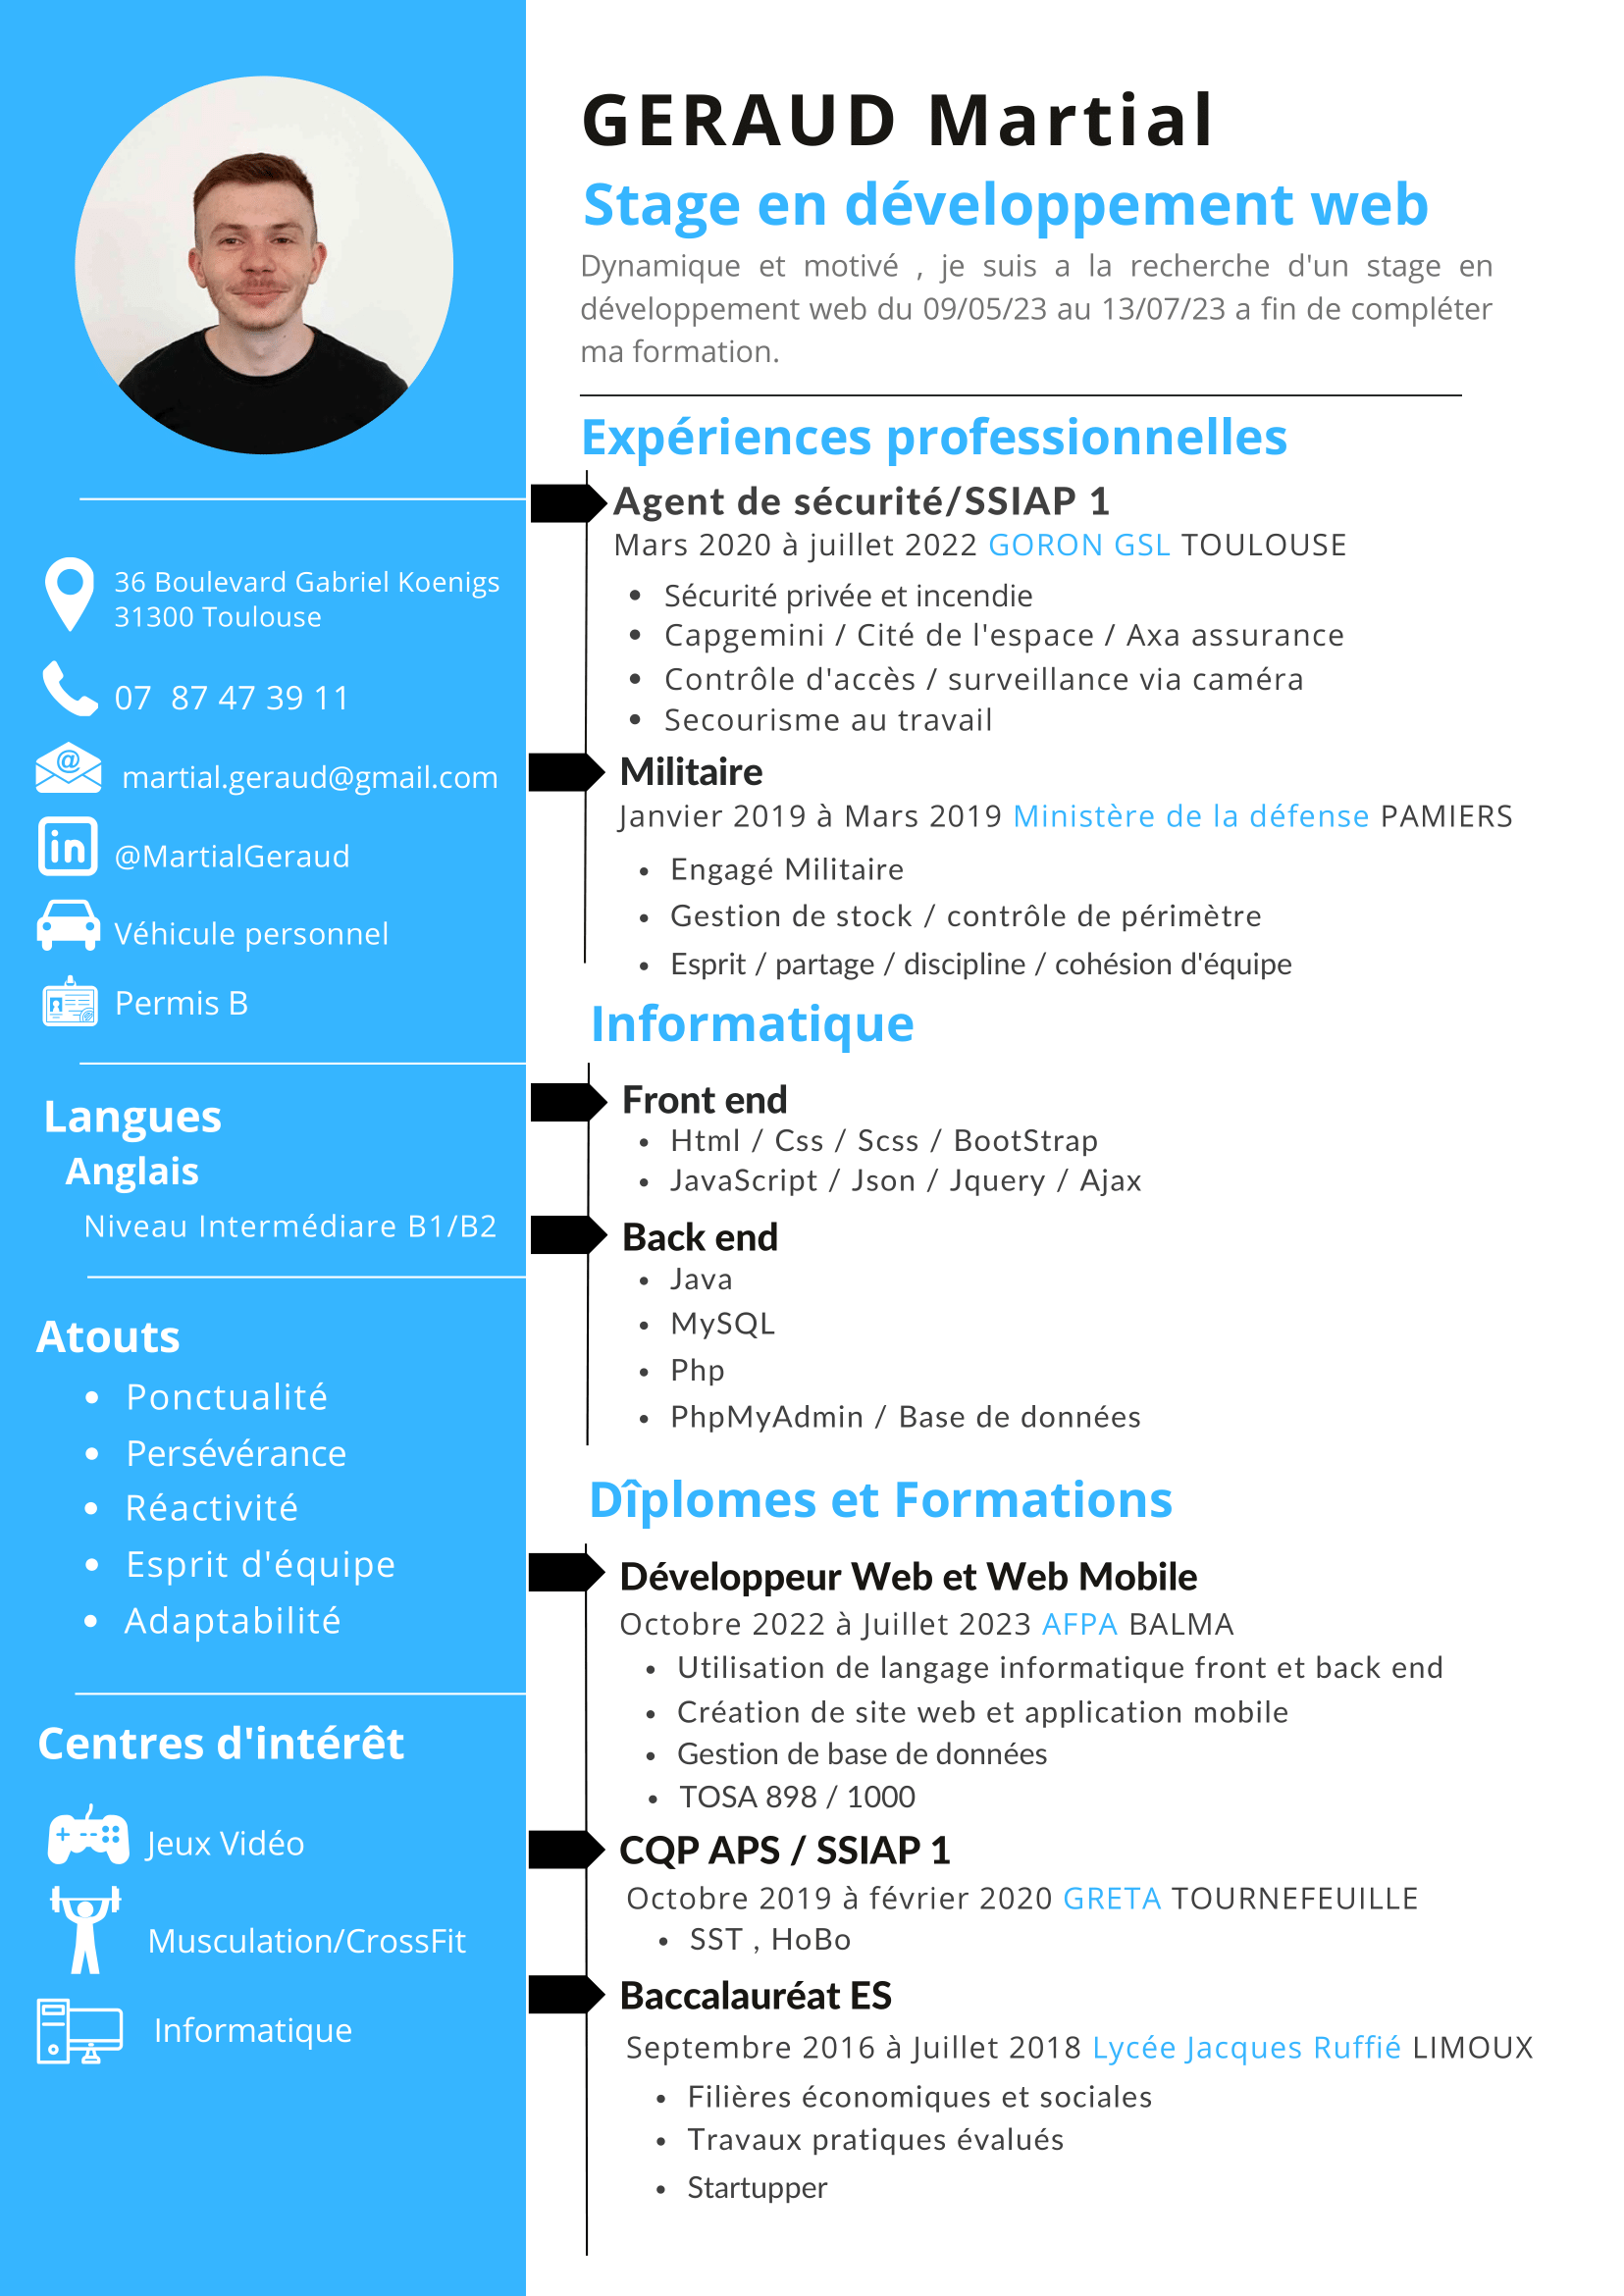 GERAUD Martial
Stage en développement web
Dynamique et motivé , je suis a la recherche d'un stage en
développement web du 09/05/23 au 13/07/23 a fin de compléter
ma formation.
36 Boulevard Gabriel Koenigs
31300 Toulouse
07 87 47 39 11
@
martial.geraud@gmail.com
in
@MartialGeraud
Véhicule personnel
Permis B
Langues
Anglais
Niveau Intermédiare B1/B2
Atouts
Ponctualité
Persévérance
Réactivité
Esprit d'équipe
Adaptabilité
Centres d'intérêt
Jeux Vidéo
Musculation/CrossFit
Informatique
Expériences professionnelles
Agent de sécurité/SSIAP 1
Mars 2020 à juillet 2022 GORON GSL TOULOUSE
• Sécurité privée et incendie
• Capgemini / Cité de l'espace / Axa assurance
• Contrôle d'accès / surveillance via caméra
• Secourisme au travail
Militaire
Janvier 2019 à Mars 2019 Ministère de la défense PAMIERS
• Engagé Militaire
• Gestion de stock / contrôle de périmètre
• Esprit / partage / discipline / cohésion d'équipe
Informatique
Front end
• Html / Css / Scss / BootStrap
• JavaScript / Json / Jquery / Ajax
Back end
• Java
• MySQL
• Php
• PhpMyAdmin / Base de données
Dîplomes et Formations
Développeur Web et Web Mobile
Octobre 2022 à Juillet 2023 AFPA BALMA
• Utilisation de langage informatique front et back end
• Création de site web et application mobile
• Gestion de base de données
• TOSA 898 / 1000
CQP APS / SSIAP 1
Octobre 2019 à février 2020 GRETA TOURNEFEUILLE
• SST , HoBo
Baccalauréat ES
Septembre 2016 à Juillet 2018 Lycée Jacques Ruffié LIMOUX
• Filières économiques et sociales
• Travaux pratiques évalués
• Startupper